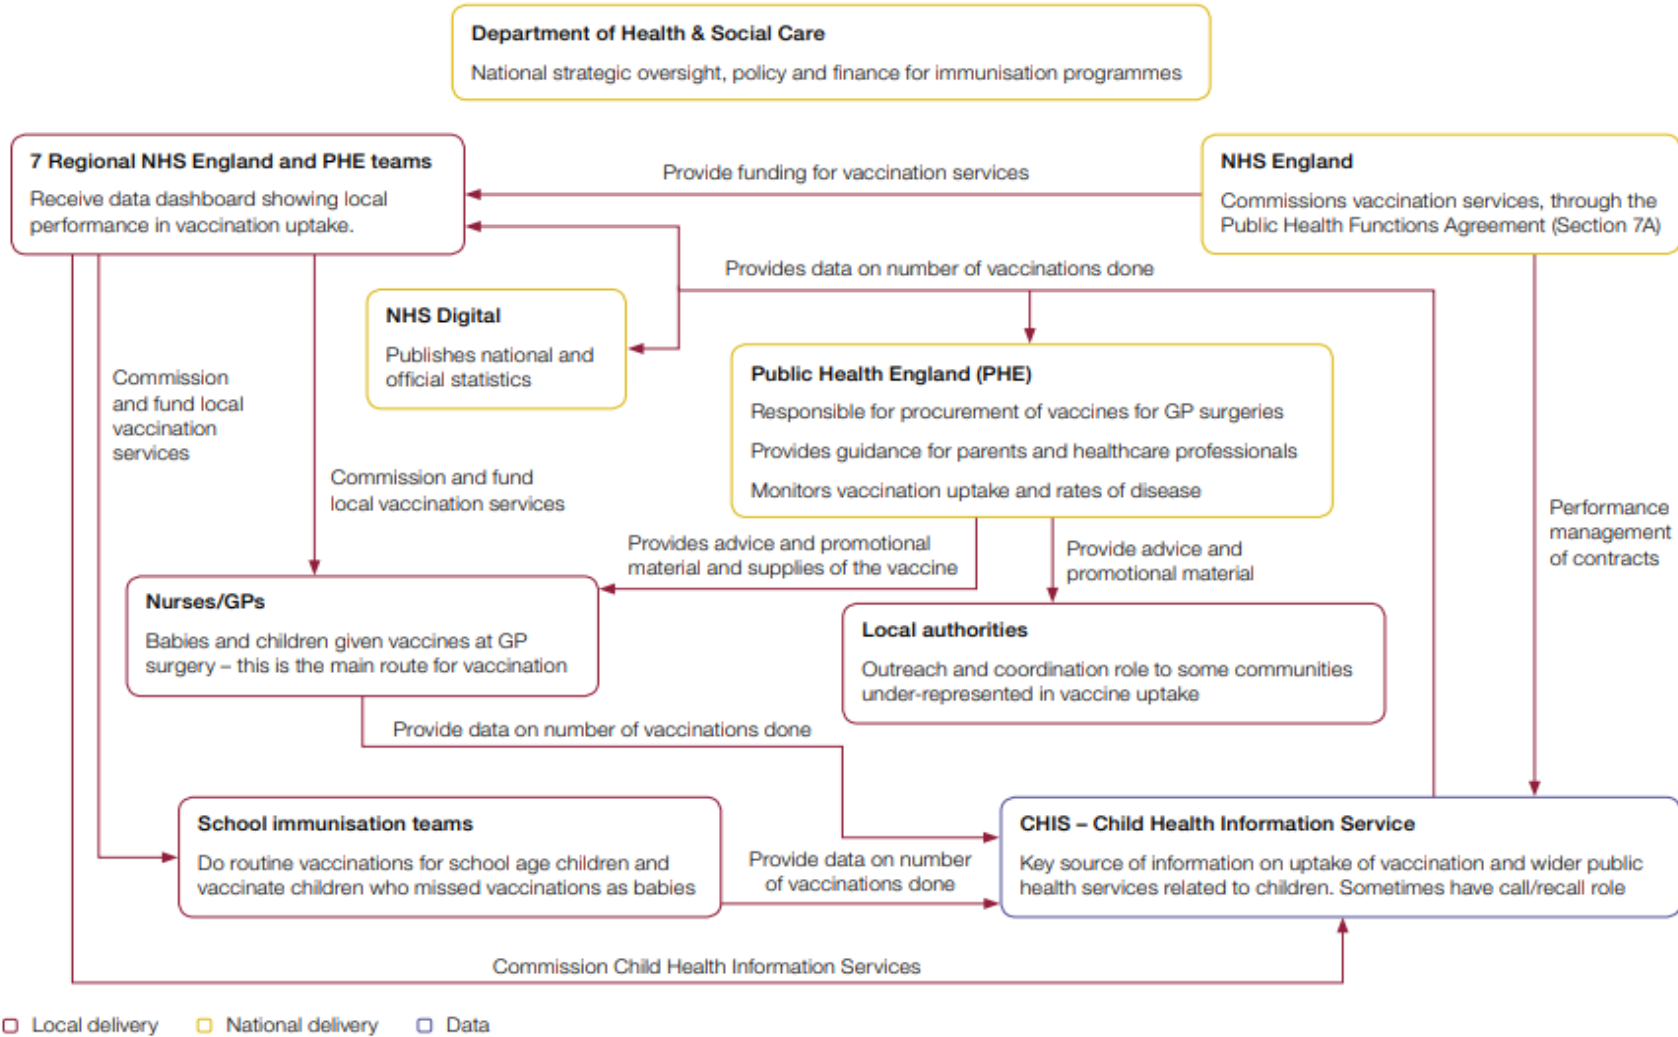 Department of Health & Social Care
National strategic oversight, policy and finance for immunisation programmes
7 Regional NHS England and PHE teams
Receive data dashboard showing local
performance in vaccination uptake.
Provide funding for vaccination services
NHS England
Commissions vaccination services, through the
Public Health Functions Agreement (Section 7A)
Provides data on number of vaccinations done
NHS Digital
Publishes national and
official statistics
Public Health England (PHE)
Responsible for procurement of vaccines for GP surgeries
Provides guidance for parents and healthcare professionals
Monitors vaccination uptake and rates of disease
Commission
and fund local
vaccination
services
Commission and fund
local vaccination services
Performance
management
of contracts
Provides advice and promotional
material and supplies of the vaccine
Provide advice and
promotional material
Nurses/GPs
Babies and children given vaccines at GP
surgery – this is the main route for vaccination
Local authorities
Outreach and coordination role to some communities
under-represented in vaccine uptake
Provide data on number of vaccinations done
School immunisation teams
Do routine vaccinations for school age children and
vaccinate children who missed vaccinations as babies
Provide data on number
of vaccinations done
CHIS – Child Health Information Service
Key source of information on uptake of vaccination and wider public
health services related to children. Sometimes have call/recall role
Commission Child Health Information Services
Local delivery
National delivery
Data